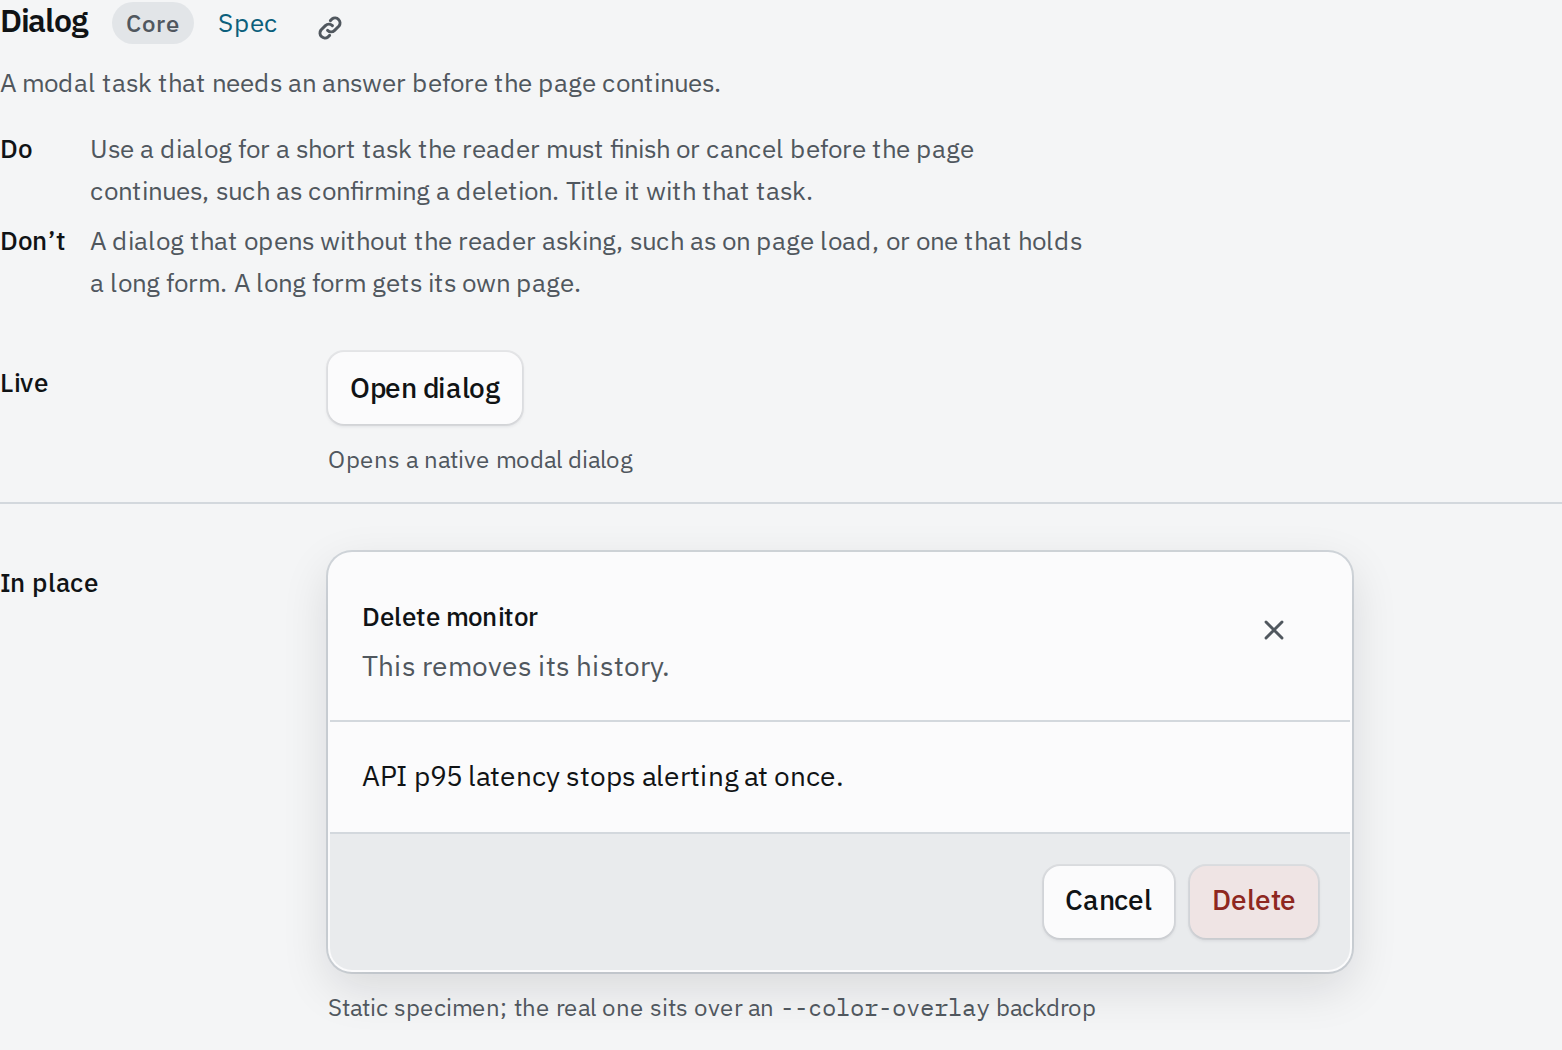 Dialog Core Spec
A modal task that needs an answer before the page continues.
Do Use a dialog for a short task the reader must finish or cancel before the page
continues, such as confirming a deletion. Title it with that task.
Don’t A dialog that opens without the reader asking, such as on page load, or one that holds
a long form. A long form gets its own page.
Live Open dialog
Opens a native modal dialog
In place
Delete monitor
This removes its history.
API p95 latency stops alerting at once.
Cancel Delete
Static specimen; the real one sits over an --color-overlay backdrop